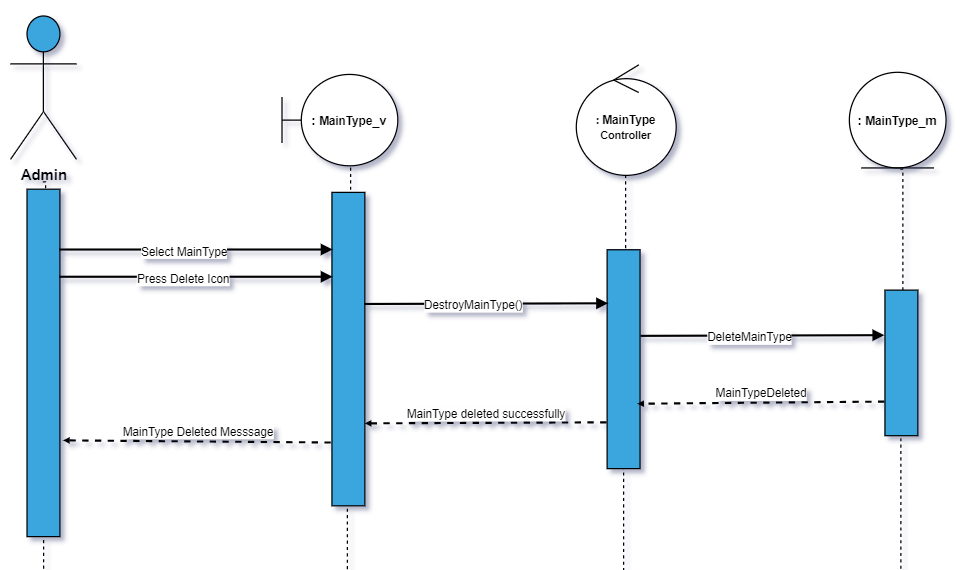 : MainType_v
: MainType
Controller
: MainType_m
Admin
Select MainType
Press Delete Icon
DestroyMainType()
DeleteMainType
MainTypeDeleted
MainType deleted successfully
MainType Deleted Messsage